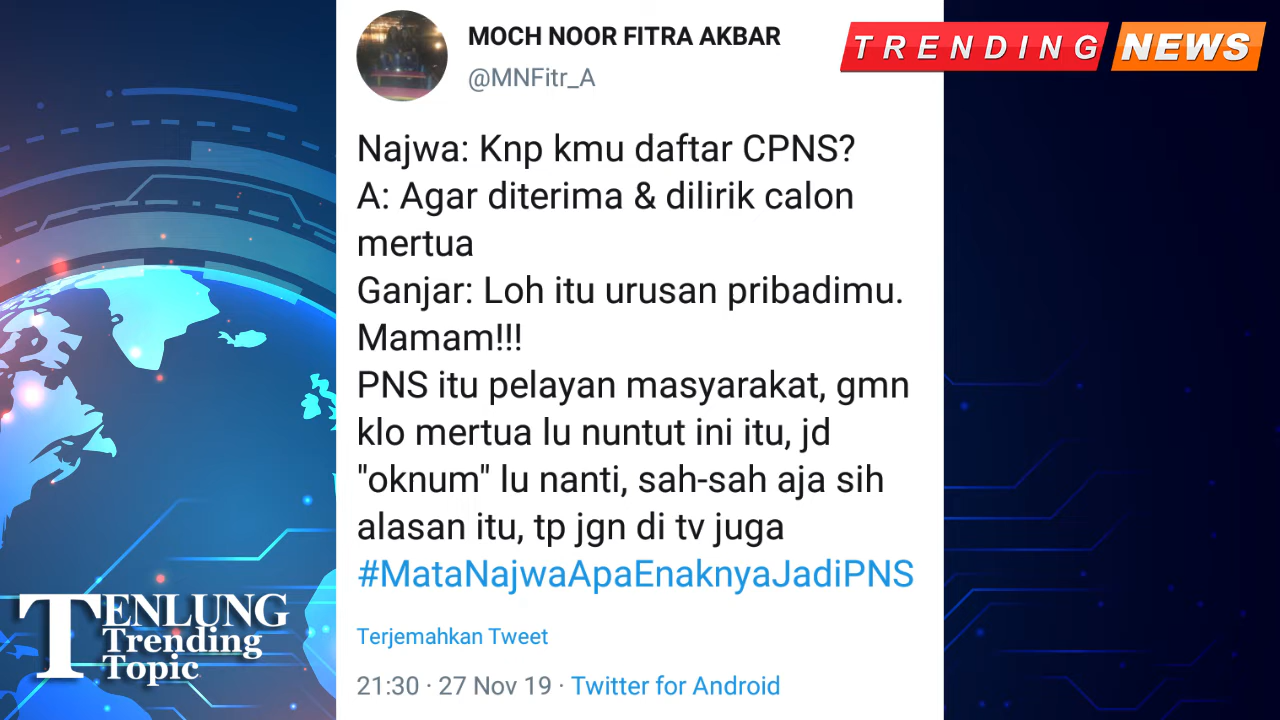 MOCH NOOR FITRA AKBAR
@MNFitr_A
TRENDING NEWS
Najwa: Knp kmu daftar CPNS?
A: Agar diterima & dilirik calon
mertua
Ganjar: Loh itu urusan pribadimu.
Mamam!!!
PNS itu pelayan masyarakat, gmn
klo mertua lu nuntut ini itu, jd
"oknum" lu nanti, sah-sah aja sih
alasan itu, tp jgn di tv juga
#MataNajwaApaEnaknyaJadiPNS
Terjemahkan Tweet
21:30 · 27 Nov 19 · Twitter for Android
TENLUNG
Trending
Topic